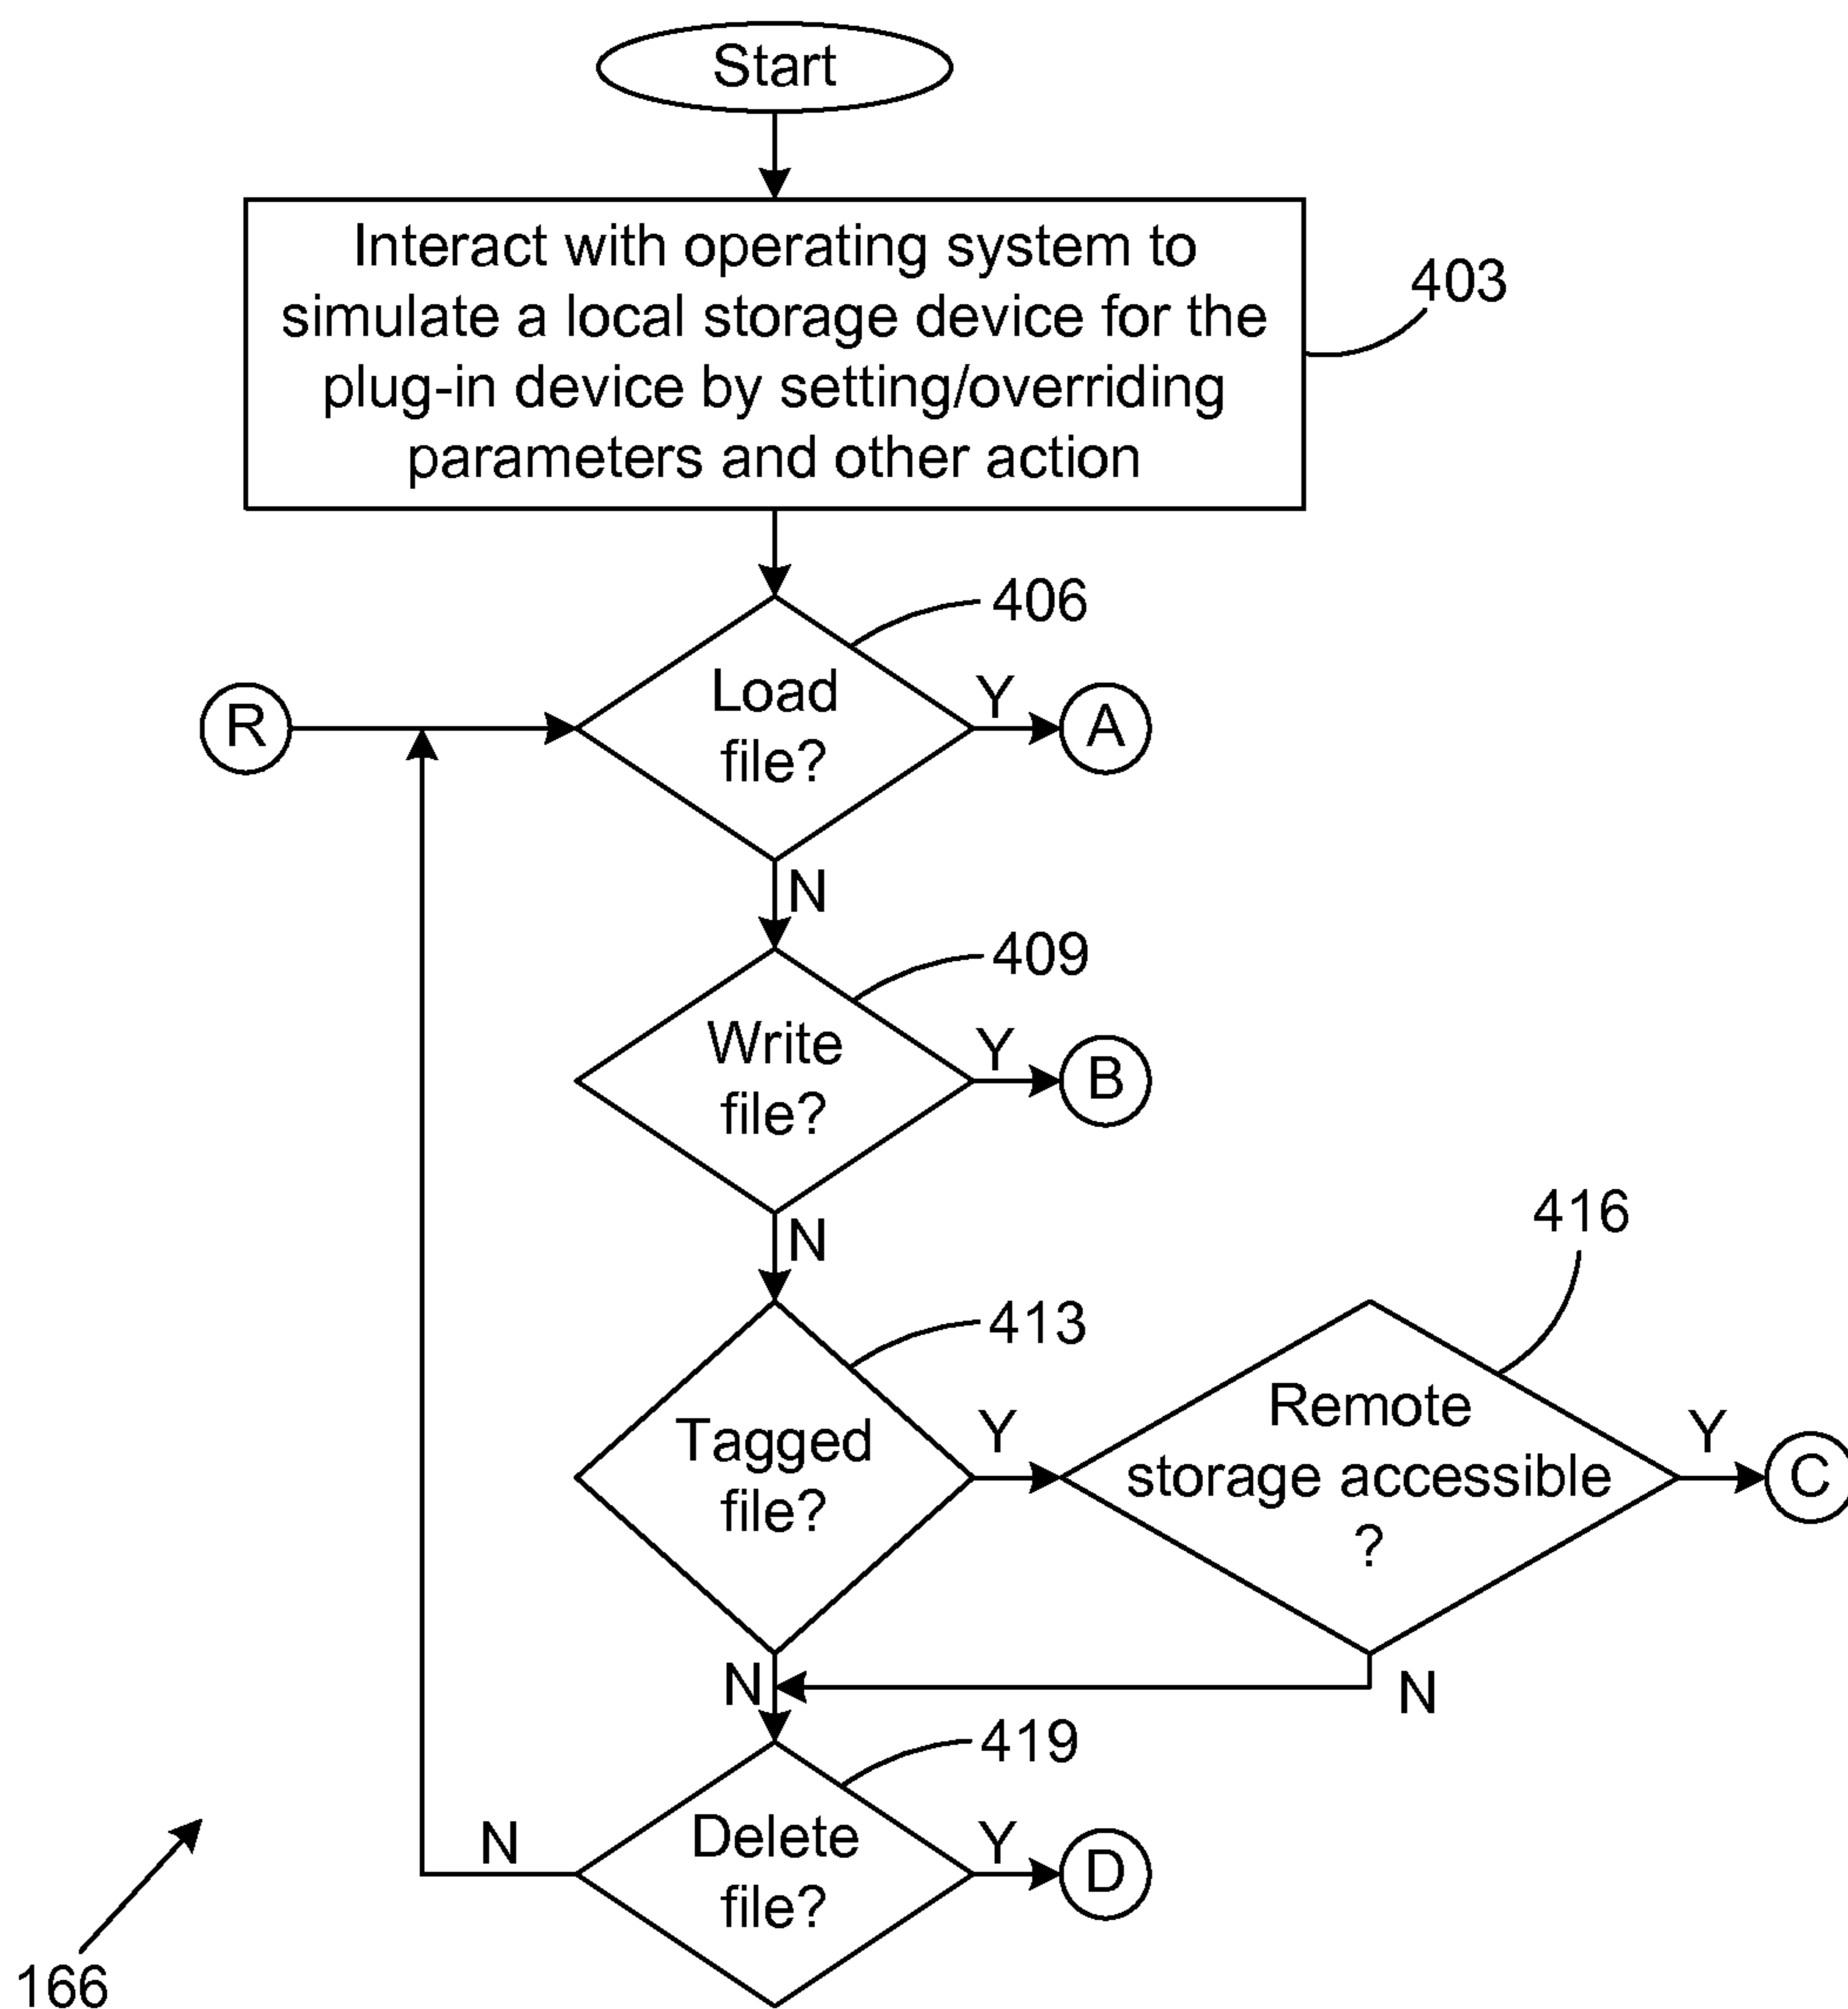 Start
Interact with operating system to
simulate a local storage device for the
plug-in device by setting/overriding
parameters and other action
403
406
Load
file?
Y
A
R
N
409
Write
file?
Y
B
N
413
416
Tagged
file?
Y
Remote
storage accessible
?
Y
C
N
N
419
Delete
file?
N
Y
D
166